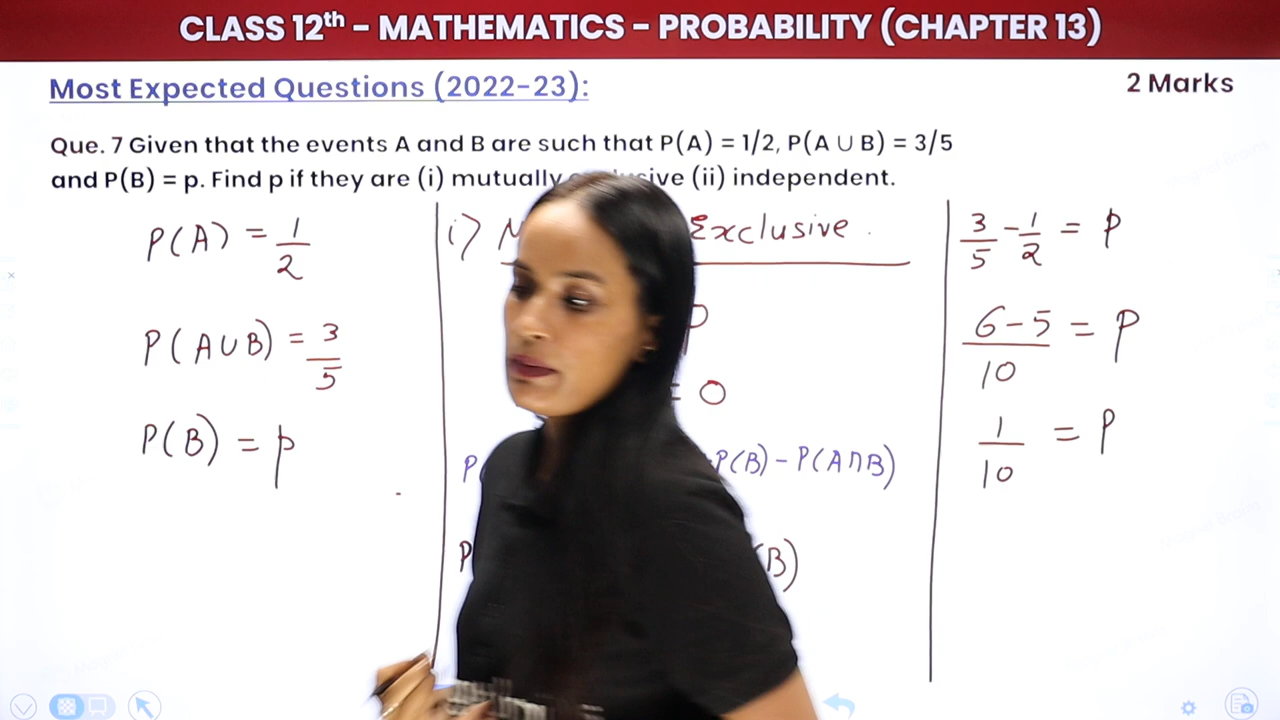 CLASS 12th - MATHEMATICS - PROBABILITY (CHAPTER 13)
Most Expected Questions (2022-23):
2 Marks
Que. 7 Given that the events A and B are such that P(A) = 1/2, P(A ∪ B) = 3/5
and P(B) = p. Find p if they are (i) mutually sive (ii) independent.
P(A) = 1/2
P(A∪B) = 3/5
P(B) = p
i) Exclusive.
= 0
P(B) - P(A∩B)
P B)
3/5 - 1/2 = P
6-5/10 = P
1/10 = P